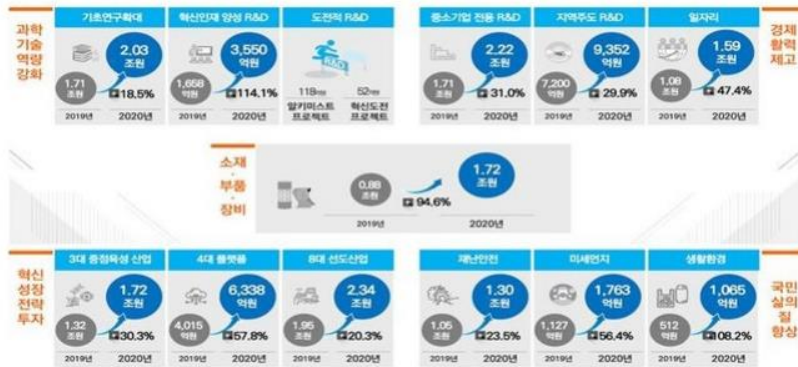 과학
기술
역량
강화
기초연구확대
2.03
조원
1.71
조원
18.5%
2019년
2020년
혁신인재 양성 R&D
3,550
억원
1,658
억원
114.1%
2019년
2020년
도전적 R&D
R&D
118억원
알키미스트
프로젝트
52억원
혁신도전
프로젝트
중소기업 전용 R&D
2.22
조원
1.71
조원
31.0%
2019년
2020년
지역주도 R&D
9,352
억원
7,200
억원
29.9%
2019년
2020년
일자리
1.59
조원
1.08
조원
47.4%
2019년
2020년
경제
활력
제고
소재
·
부품
·
장비
1.72
조원
0.88
조원
94.6%
2019년
2020년
혁신
성장
전략
투자
3대 중점육성 산업
1.72
조원
1.32
조원
30.3%
2019년
2020년
4대 플랫폼
6,338
억원
4,015
억원
57.8%
2019년
2020년
8대 선도산업
2.34
조원
1.95
조원
20.3%
2019년
2020년
재난안전
1.30
조원
1.05
조원
23.5%
2019년
2020년
미세먼지
1,763
억원
1,127
억원
56.4%
2019년
2020년
생활환경
1,065
억원
512
억원
108.2%
2019년
2020년
국민
삶의
질
향상